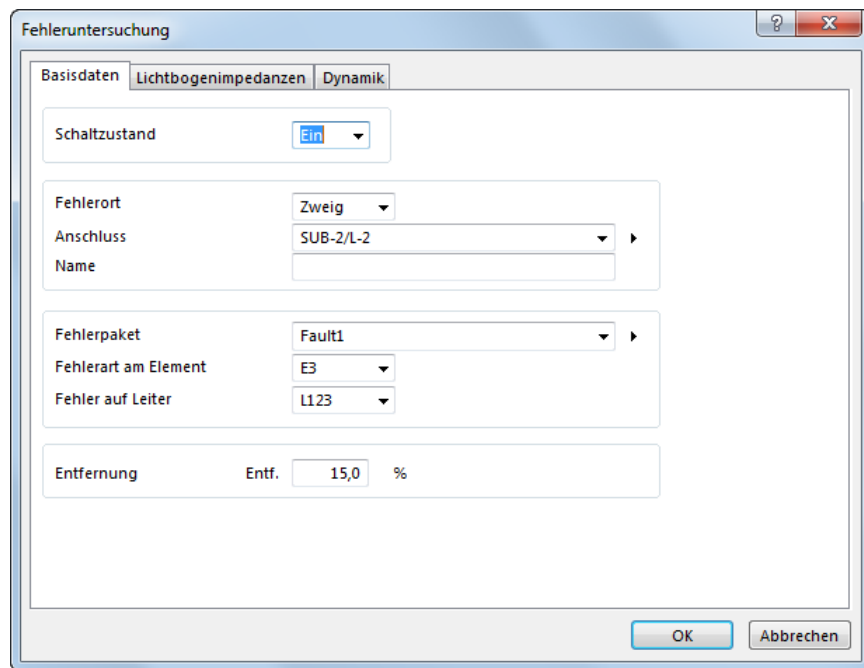 Fehleruntersuchung
?
Basisdaten Lichtbogenimpedanzen Dynamik
Schaltzustand Ein
Fehlerort Zweig
Anschluss SUB-2/L-2
Name
Fehlerpaket Fault1
Fehlerart am Element E3
Fehler auf Leiter L123
Entfernung Entf. 15,0 %
OK Abbrechen